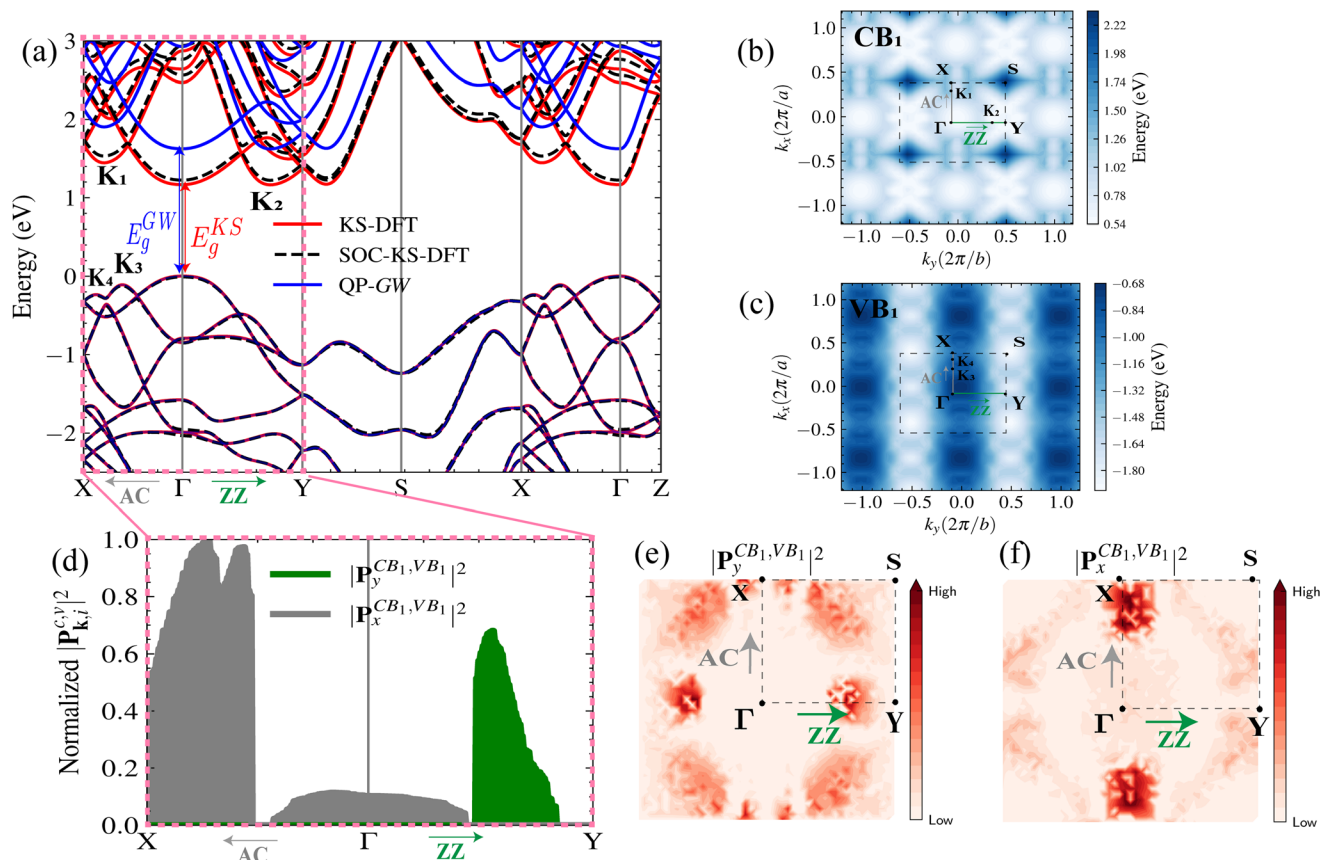 (a)
3
2
1
0
−1
−2
Energy (eV)
K₁
K₂
K₃
K₄
E_g^{GW}
E_g^{KS}
KS-DFT
SOC-KS-DFT
QP-GW
X Γ Y S X Γ Z
AC ZZ
(b)
CB₁
1.0
0.5
0.0
−0.5
−1.0
kₓ(2π/a)
X S
K₁
AC
K₂
Γ Y
ZZ
−1.0 −0.5 0.0 0.5 1.0
k_y(2π/b)
2.22
1.98
1.74
1.50
1.26
1.02
0.78
0.54
Energy (eV)
(c)
VB₁
1.0
0.5
0.0
−0.5
−1.0
kₓ(2π/a)
X S
K₄
AC K₃
Γ Y
ZZ
−1.0 −0.5 0.0 0.5 1.0
k_y(2π/b)
−0.68
−0.84
−1.00
−1.16
−1.32
−1.48
−1.64
−1.80
Energy (eV)
(d)
1.0
0.8
0.6
0.4
0.2
0.0
Normalized |P_{k,i}^{c,v}|²
|P_y^{CB₁,VB₁}|²
|P_x^{CB₁,VB₁}|²
X Γ Y
AC ZZ
(e)
|P_y^{CB₁,VB₁}|²
X S
AC
Γ Y
ZZ
High
Low
(f)
|P_x^{CB₁,VB₁}|²
X S
AC
Γ Y
ZZ
High
Low